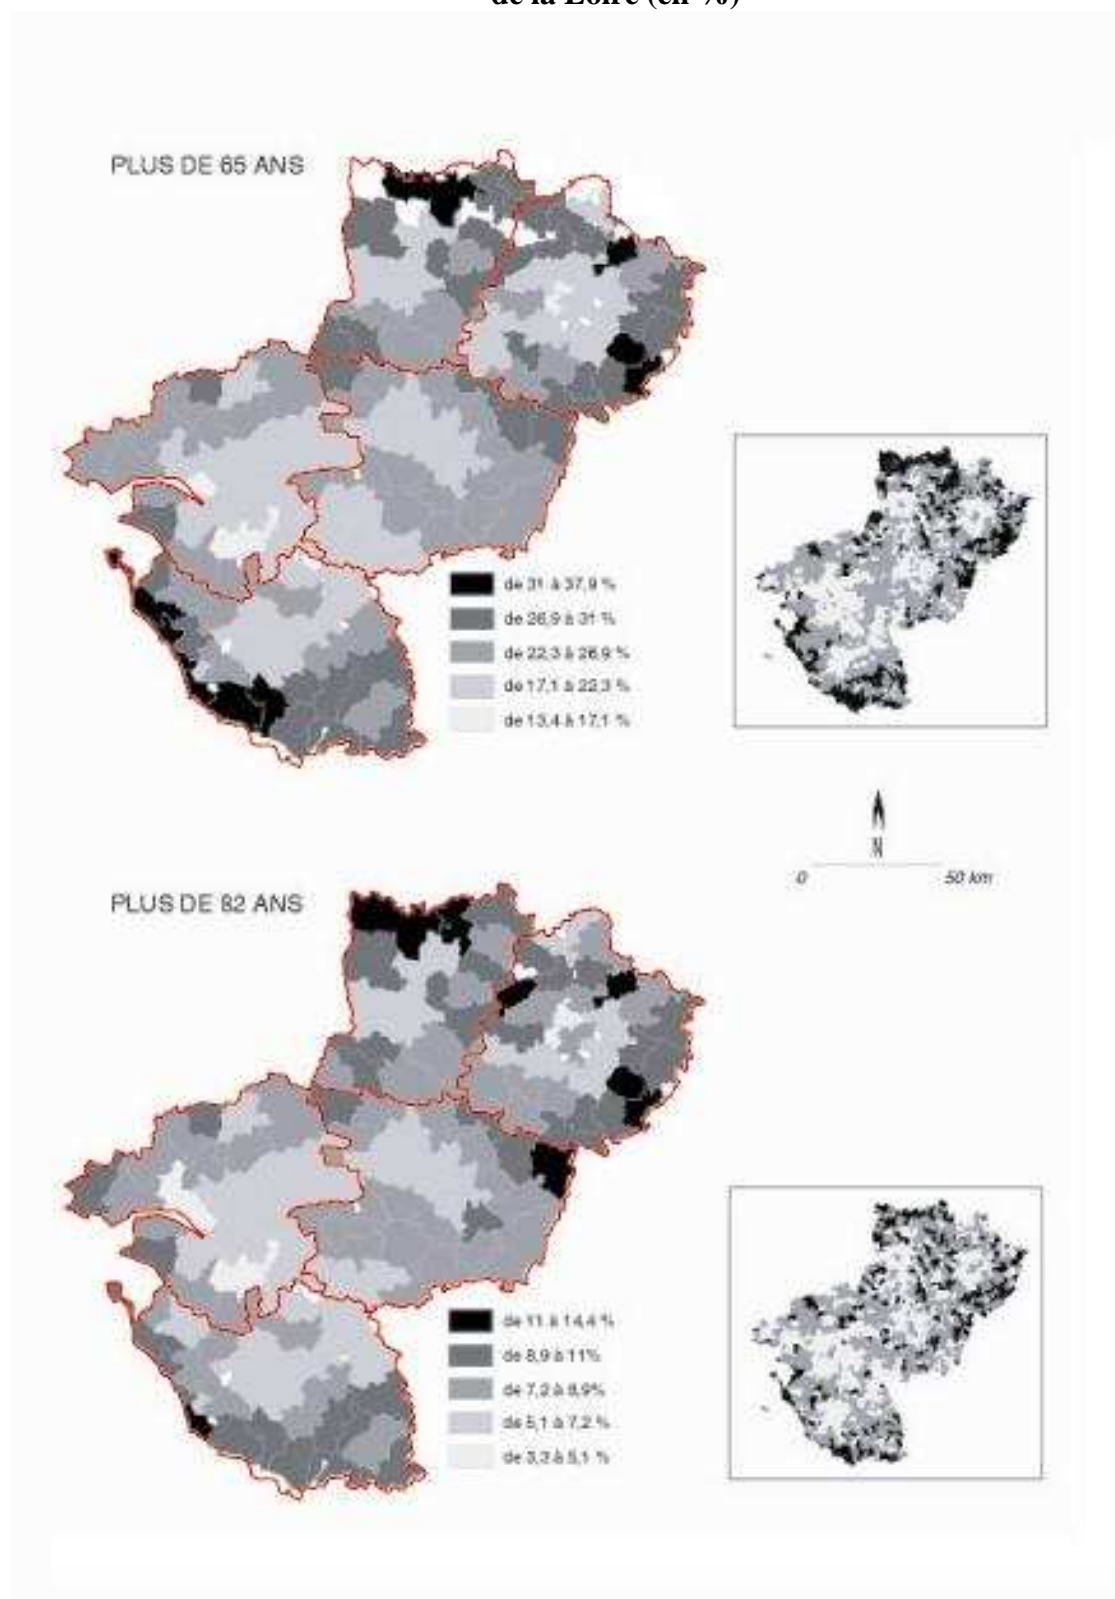 de la Loire (en %)
PLUS DE 65 ANS
de 31 à 37,9 %
de 26,9 à 31 %
de 22,3 à 26,9 %
de 17,1 à 22,3 %
de 13,4 à 17,1 %
N
0 50 km
PLUS DE 82 ANS
de 11 à 14,4 %
de 8,9 à 11%
de 7,2 à 8,9%
de 5,1 à 7,2 %
de 3,3 à 5,1 %